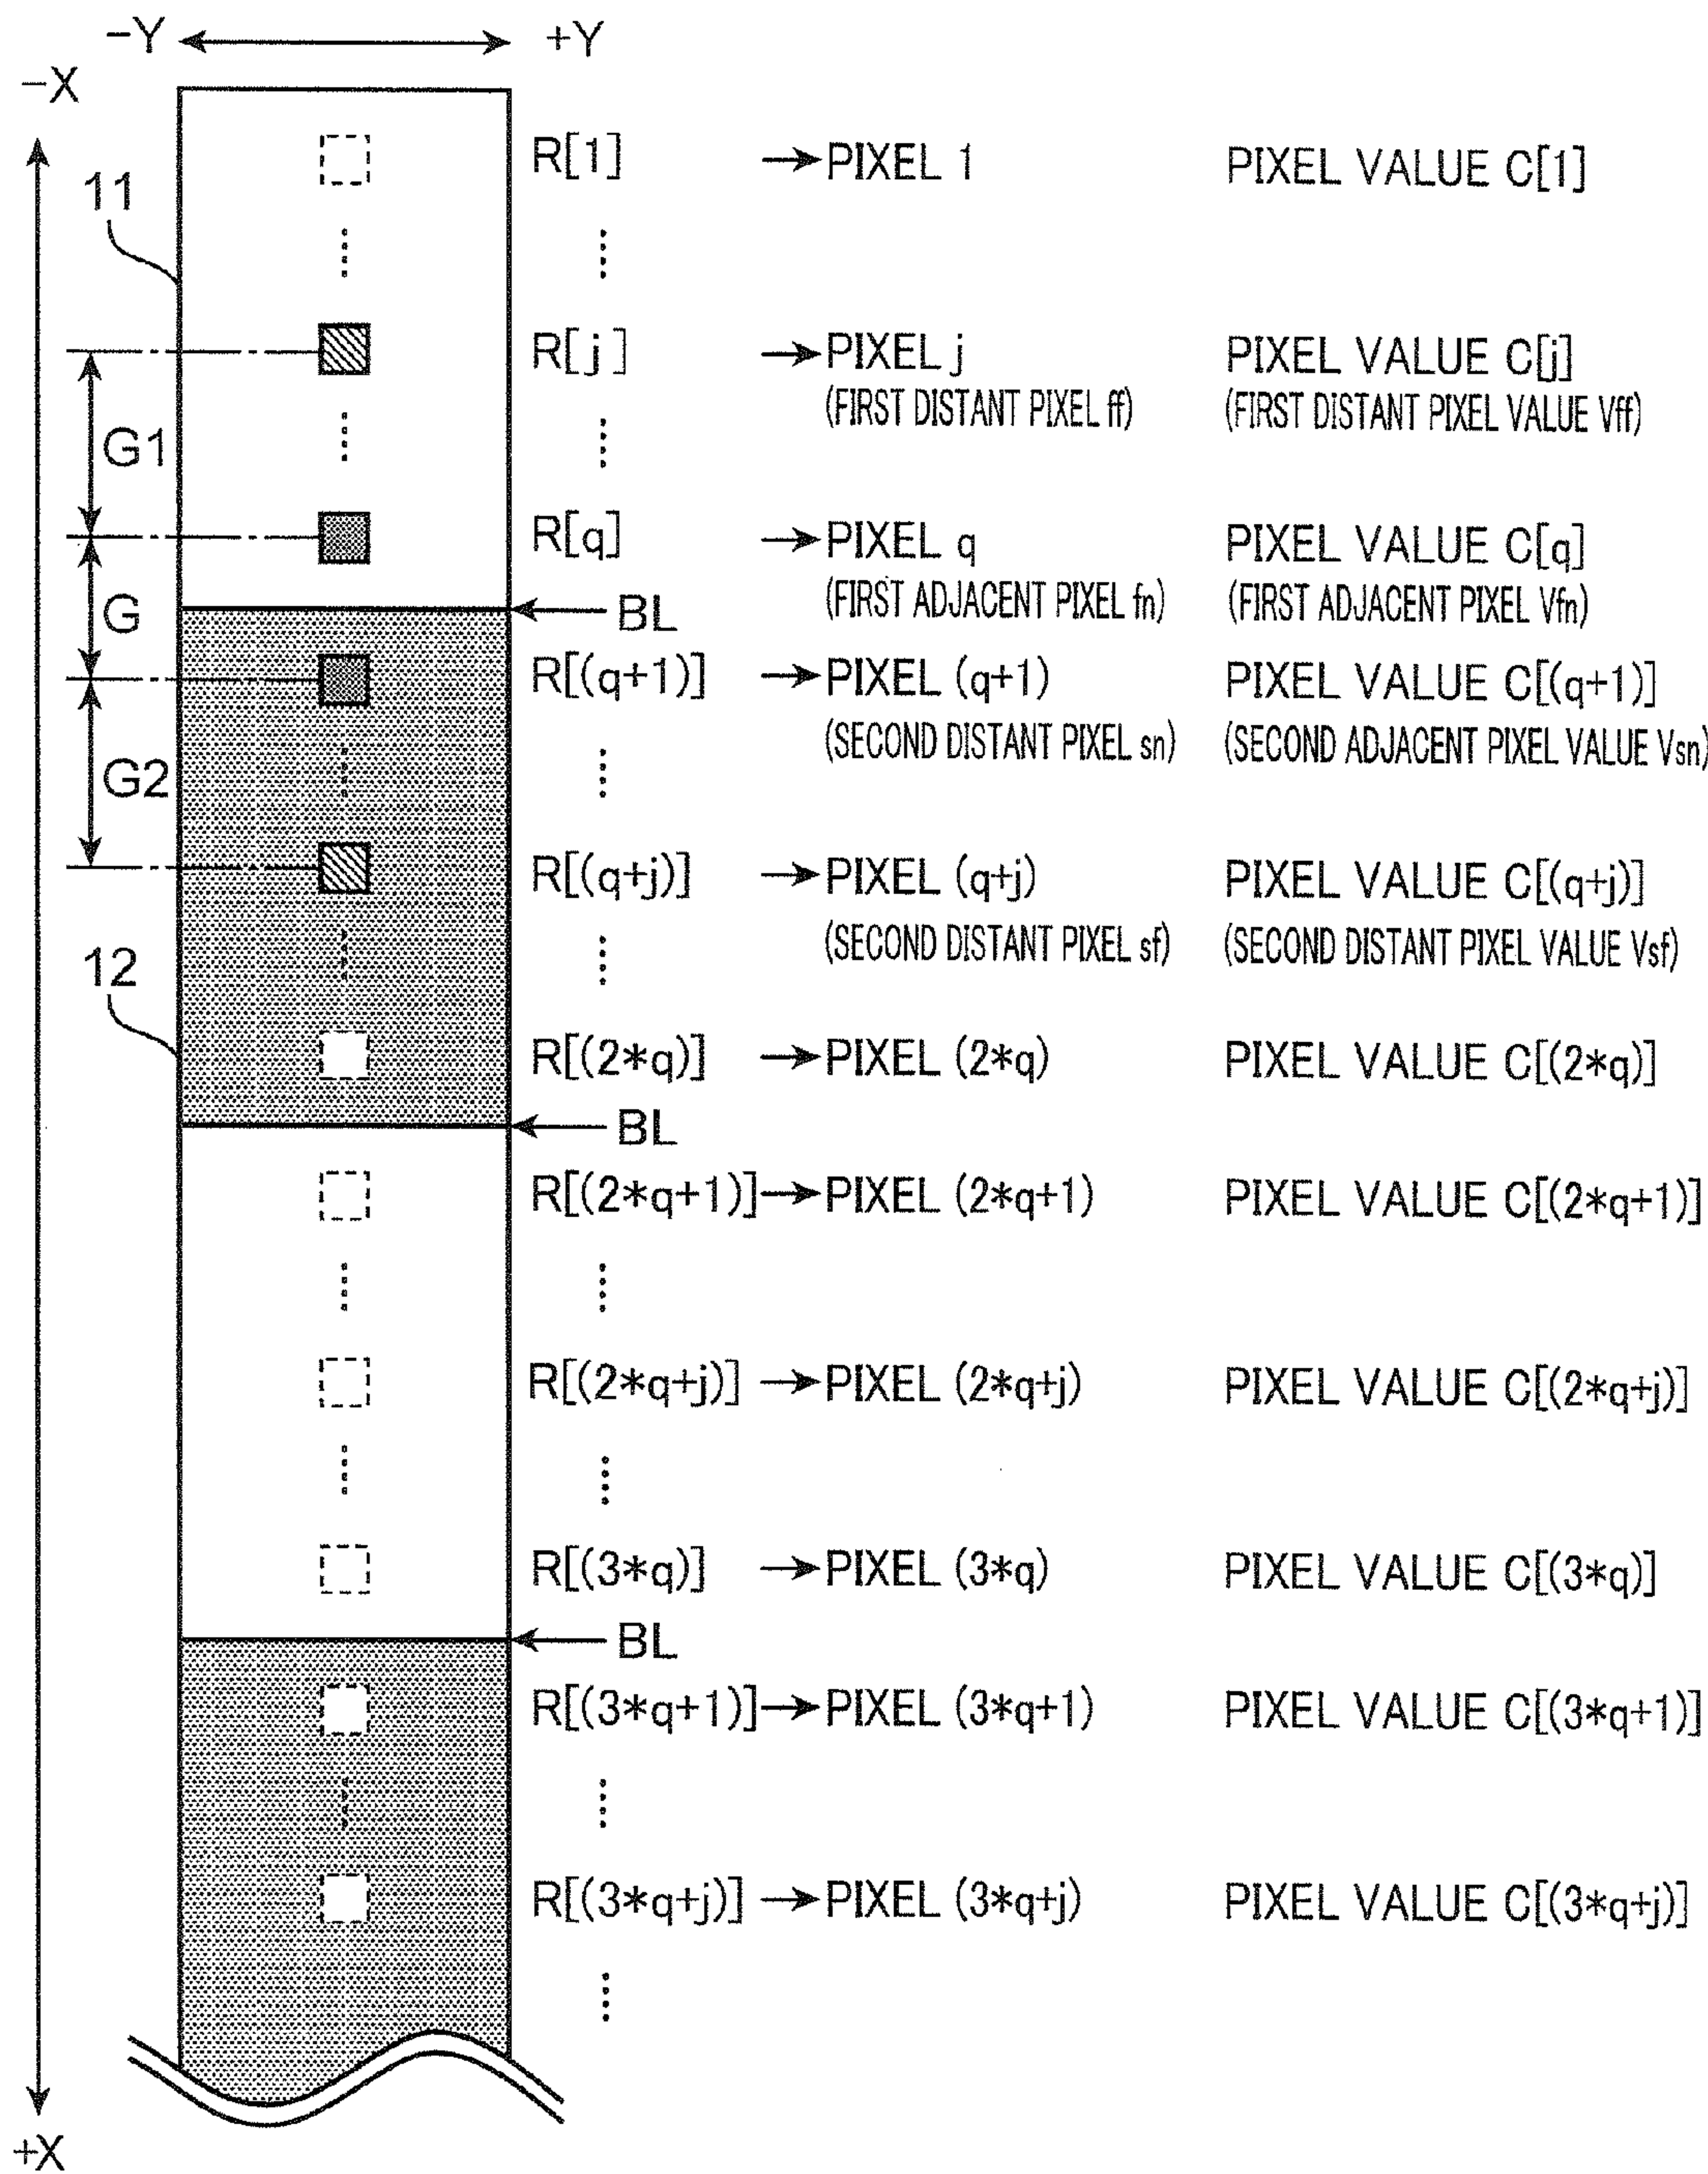 -Y +Y
-X
R[1] → PIXEL 1 PIXEL VALUE C[1]
11
R[j] → PIXEL j PIXEL VALUE C[j]
(FIRST DISTANT PIXEL ff) (FIRST DISTANT PIXEL VALUE Vff)
G1
R[q] → PIXEL q PIXEL VALUE C[q]
(FIRST ADJACENT PIXEL fn) (FIRST ADJACENT PIXEL Vfn)
G BL
R[(q+1)] → PIXEL (q+1) PIXEL VALUE C[(q+1)]
(SECOND DISTANT PIXEL sn) (SECOND ADJACENT PIXEL VALUE Vsn)
G2
R[(q+j)] → PIXEL (q+j) PIXEL VALUE C[(q+j)]
(SECOND DISTANT PIXEL sf) (SECOND DISTANT PIXEL VALUE Vsf)
12
R[(2*q)] → PIXEL (2*q) PIXEL VALUE C[(2*q)]
BL
R[(2*q+1)] → PIXEL (2*q+1) PIXEL VALUE C[(2*q+1)]
R[(2*q+j)] → PIXEL (2*q+j) PIXEL VALUE C[(2*q+j)]
R[(3*q)] → PIXEL (3*q) PIXEL VALUE C[(3*q)]
BL
R[(3*q+1)] → PIXEL (3*q+1) PIXEL VALUE C[(3*q+1)]
R[(3*q+j)] → PIXEL (3*q+j) PIXEL VALUE C[(3*q+j)]
+X